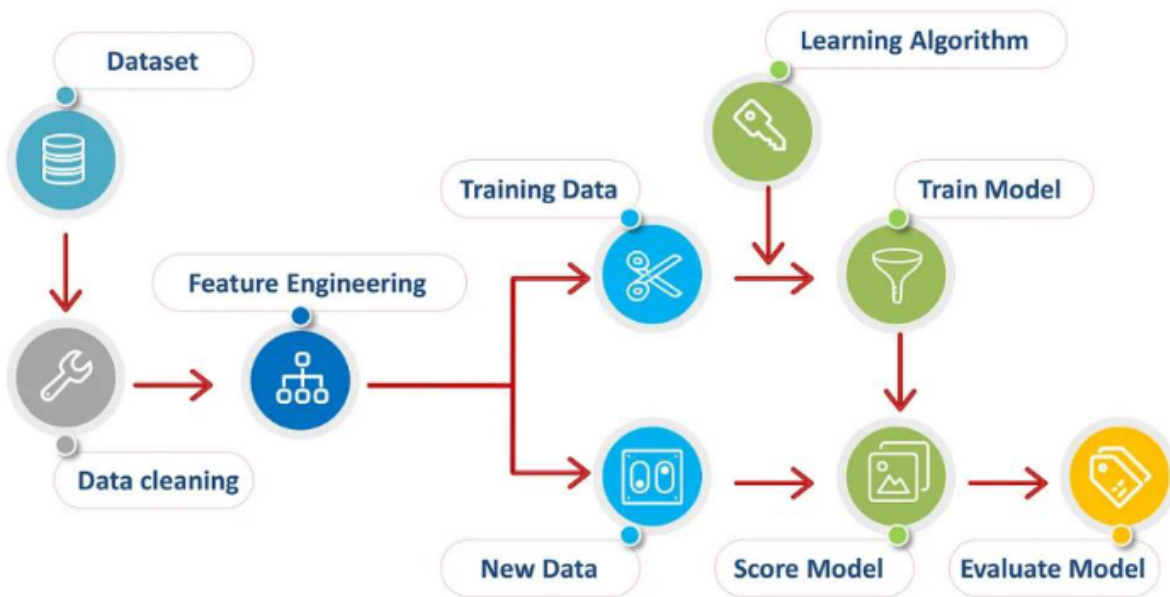 Learning Algorithm
Dataset
Training Data
Train Model
Feature Engineering
Data cleaning
New Data
Score Model
Evaluate Model